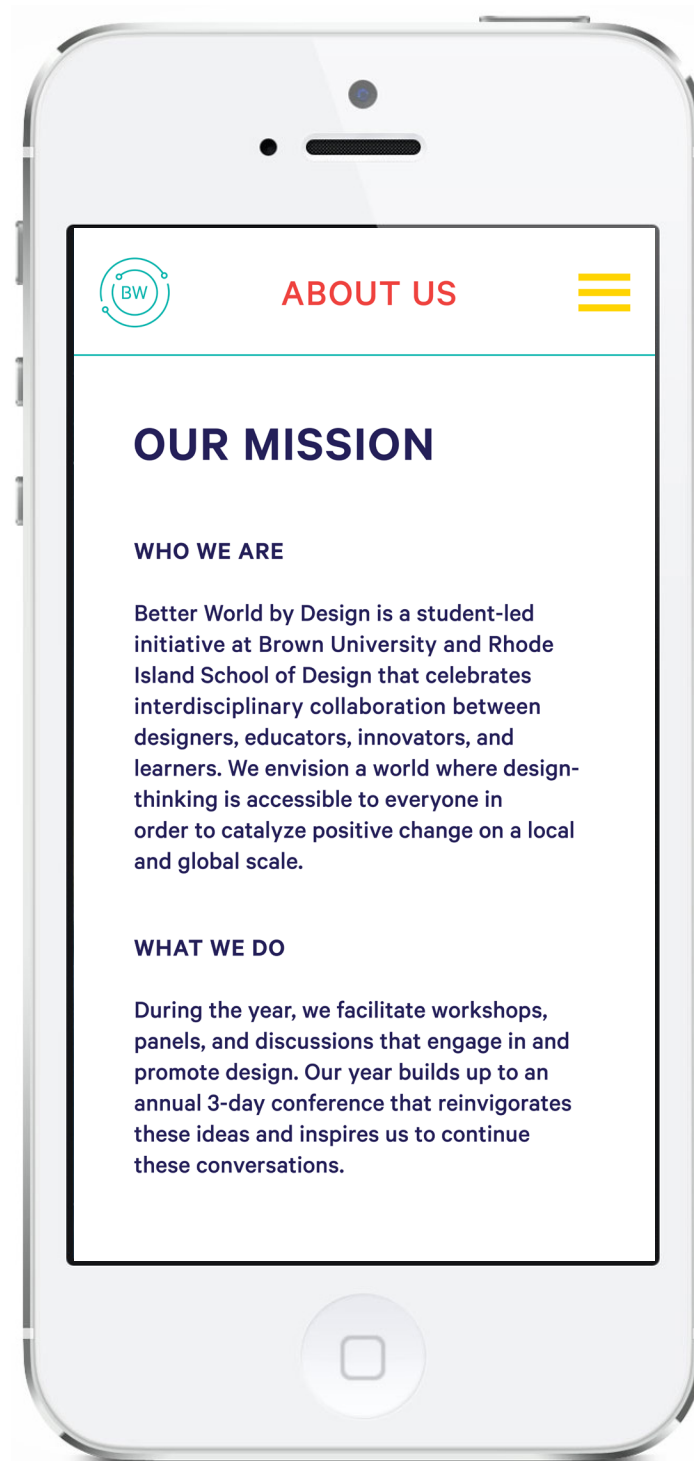 BW
ABOUT US
OUR MISSION
WHO WE ARE
Better World by Design is a student-led
initiative at Brown University and Rhode
Island School of Design that celebrates
interdisciplinary collaboration between
designers, educators, innovators, and
learners. We envision a world where design-
thinking is accessible to everyone in
order to catalyze positive change on a local
and global scale.
WHAT WE DO
During the year, we facilitate workshops,
panels, and discussions that engage in and
promote design. Our year builds up to an
annual 3-day conference that reinvigorates
these ideas and inspires us to continue
these conversations.